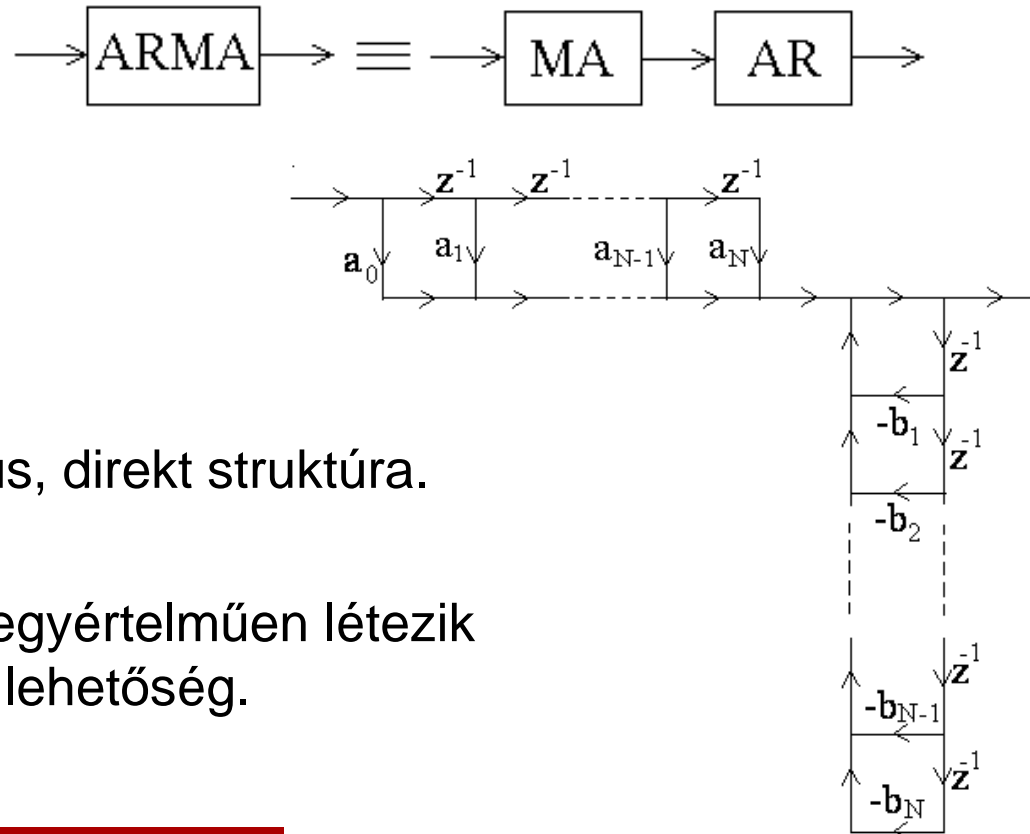 ARMA ≡ MA AR
z⁻¹ z⁻¹ z⁻¹
a₀ a₁ a_{N-1} a_N
z⁻¹
-b₁
z⁻¹
direkt struktúra.
-b₂
egyértelműen létezik
lehetőség.
z⁻¹
-b_{N-1}
z⁻¹
-b_N